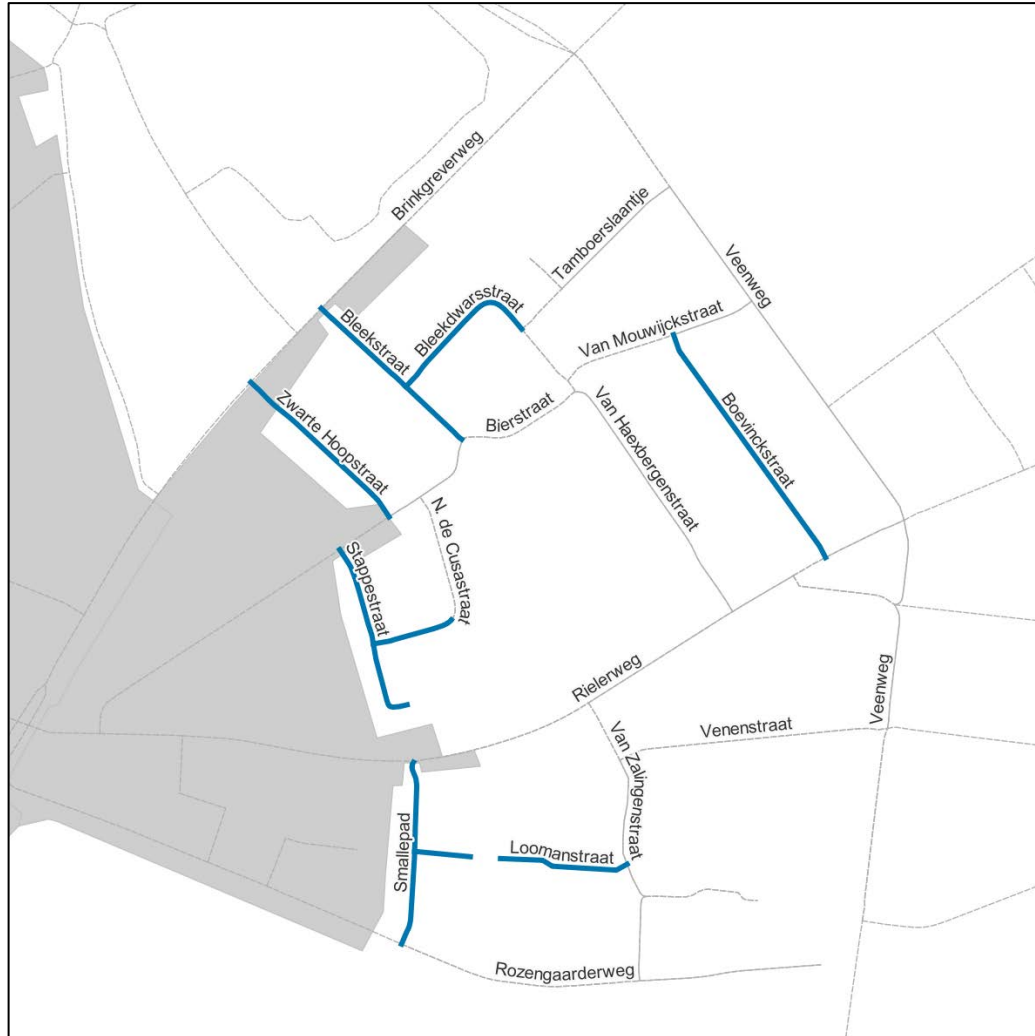 Brinkgreverweg
Tamboerslaantje
Veenweg
Bleekdwarsstraat
Bleekstraat
Van Mouwijckstraat
Zwarte Hoopstraat
Bierstraat
Van Haexbergenstraat
Boevinckstraat
N. de Cusastraat
Stappestraat
Rielerweg
Veenweg
Van Zalingenstraat
Venenstraat
Smallepad
Loomanstraat
Rozengaarderweg